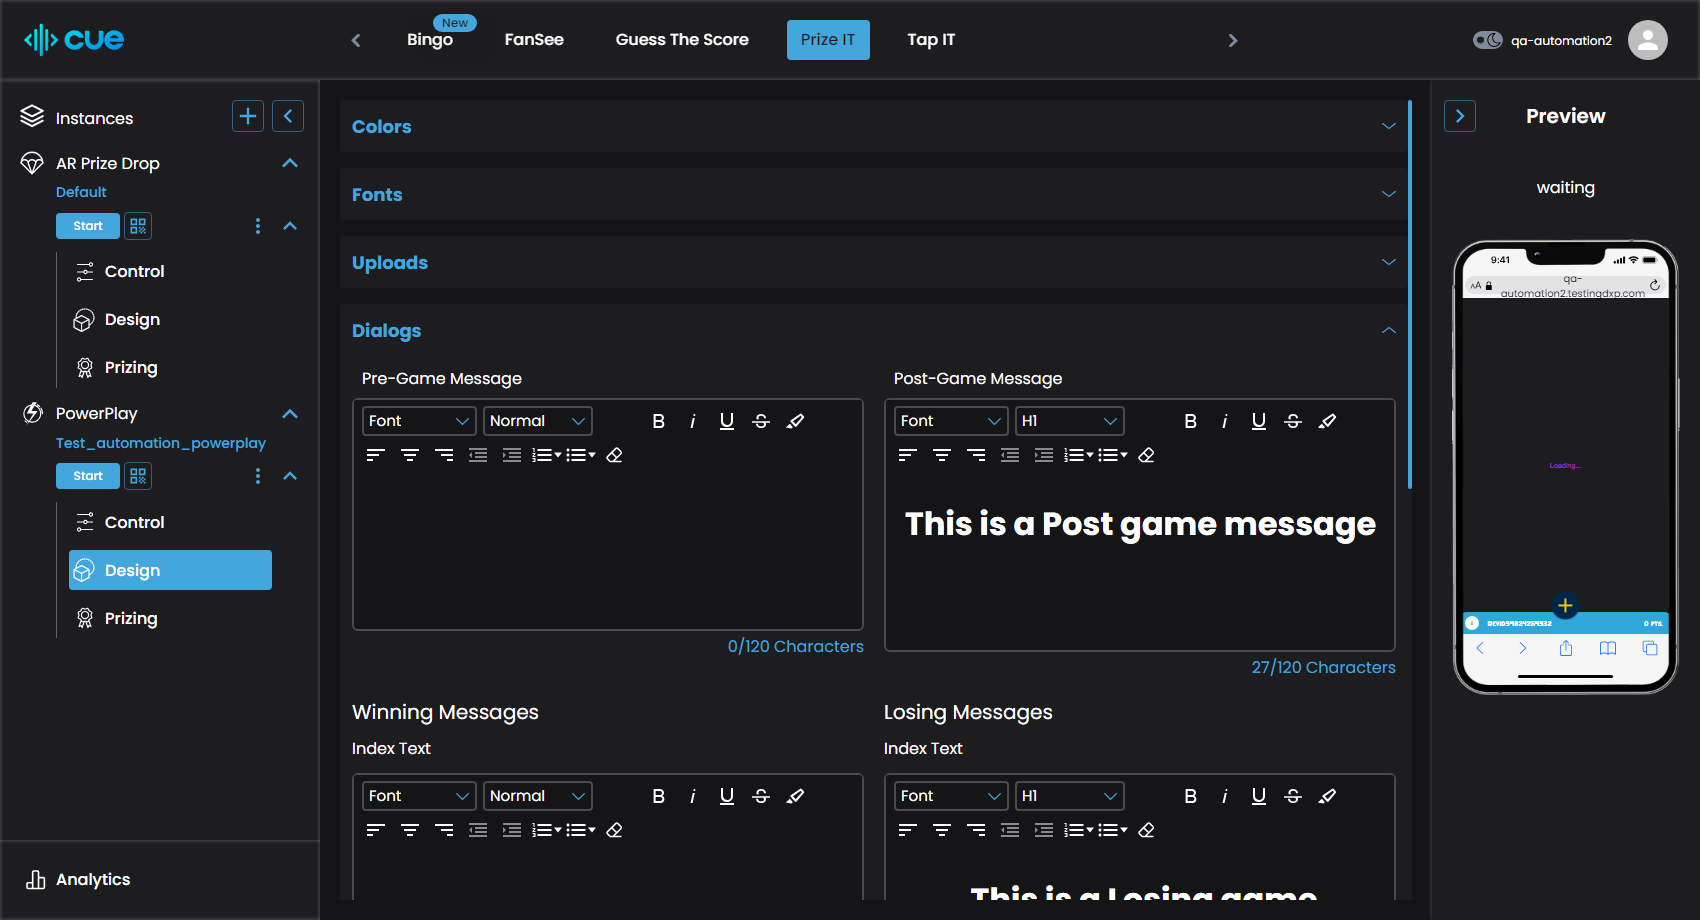 cue
New
Bingo
FanSee
Guess The Score
Prize IT
Tap IT
qa-automation2
Instances
AR Prize Drop
Default
Start
Control
Design
Prizing
PowerPlay
Test_automation_powerplay
Start
Control
Design
Prizing
Analytics
Colors
Fonts
Uploads
Dialogs
Pre-Game Message
Font
Normal
B i U S
0/120 Characters
Post-Game Message
Font
H1
B i U S
This is a Post game message
27/120 Characters
Winning Messages
Index Text
Font
Normal
B i U S
Losing Messages
Index Text
Font
H1
B i U S
This is a Losing game
Preview
waiting
9:41
AA
qa-
automation2.testingdxp.com
Loading...
0 PTS.